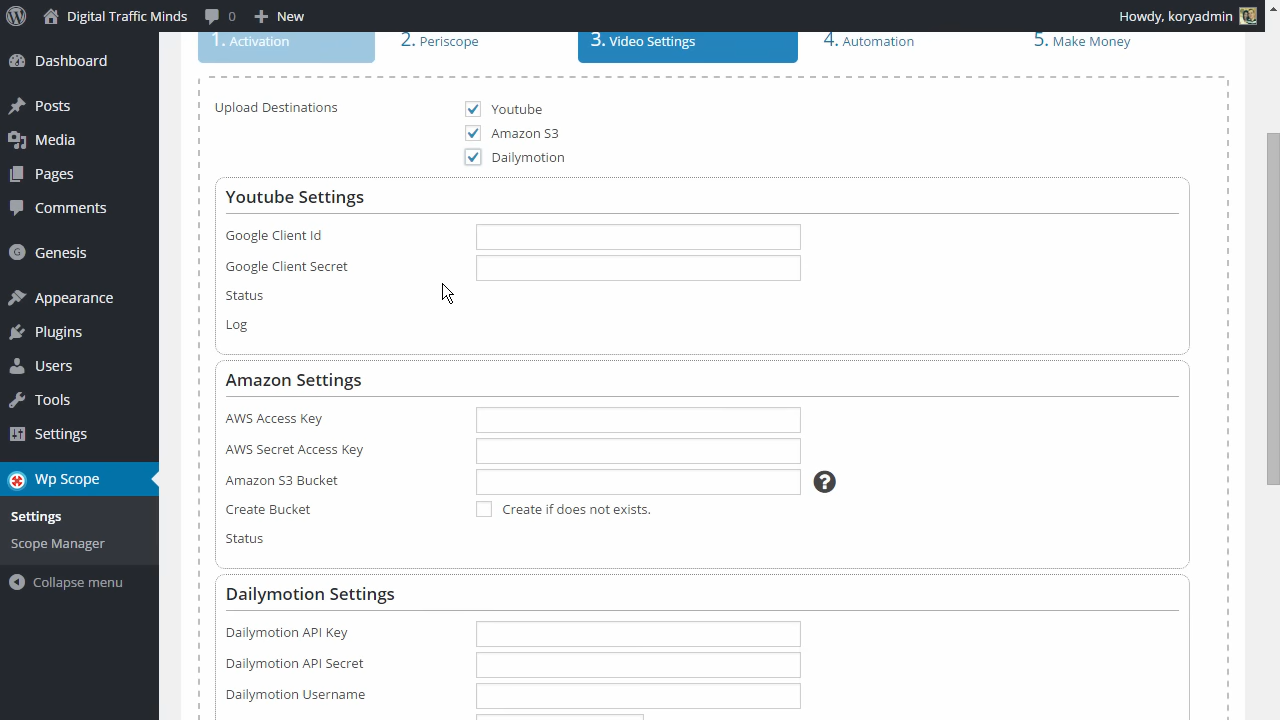 Digital Traffic Minds 0 New Howdy, koryadmin
1. Activation 2. Periscope 3. Video Settings 4. Automation 5. Make Money
Dashboard
Posts
Media
Pages
Comments
Genesis
Appearance
Plugins
Users
Tools
Settings
Wp Scope
Settings
Scope Manager
Collapse menu
Upload Destinations
Youtube
Amazon S3
Dailymotion
Youtube Settings
Google Client Id
Google Client Secret
Status
Log
Amazon Settings
AWS Access Key
AWS Secret Access Key
Amazon S3 Bucket ?
Create Bucket Create if does not exists.
Status
Dailymotion Settings
Dailymotion API Key
Dailymotion API Secret
Dailymotion Username